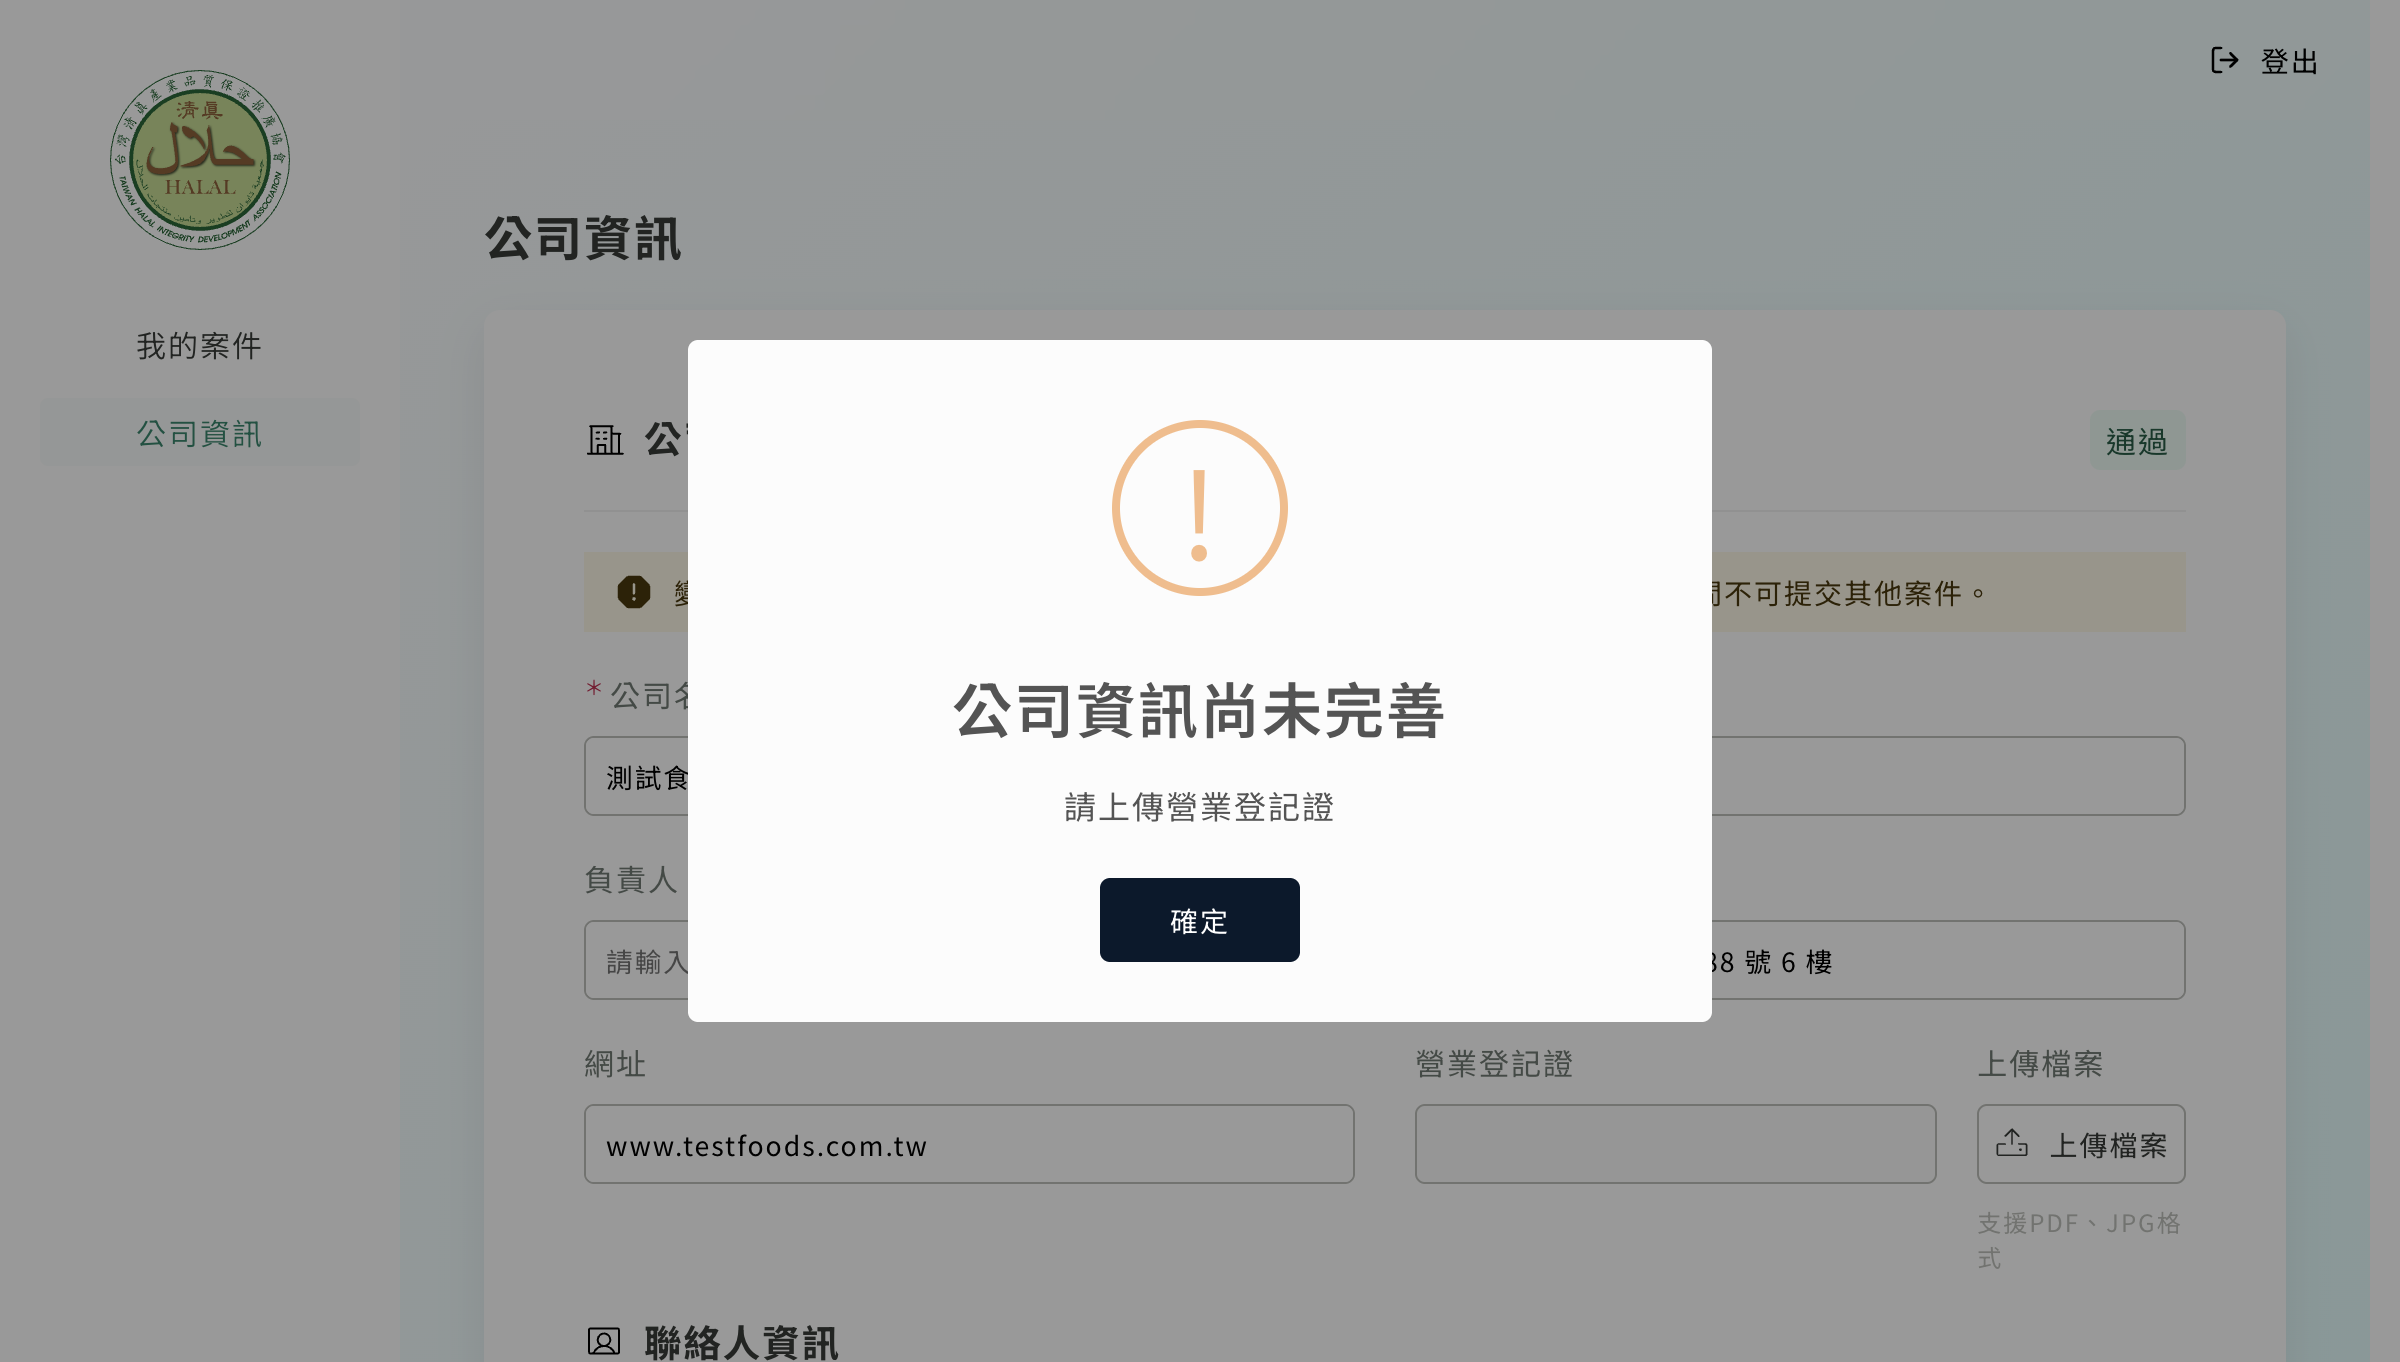 台灣清真產業品質保證推廣協會
清真
حلال
HALAL
TAIWAN HALAL INTEGRITY DEVELOPMENT ASSOCIATION
登出
我的案件
公司資訊
公司資訊
通過
不可提交其他案件。
公司資訊尚未完善
請上傳營業登記證
確定
* 公司
測試食
負責人
請輸入
8 號 6 樓
網址
www.testfoods.com.tw
營業登記證
上傳檔案
上傳檔案
支援PDF、JPG格
式
聯絡人資訊